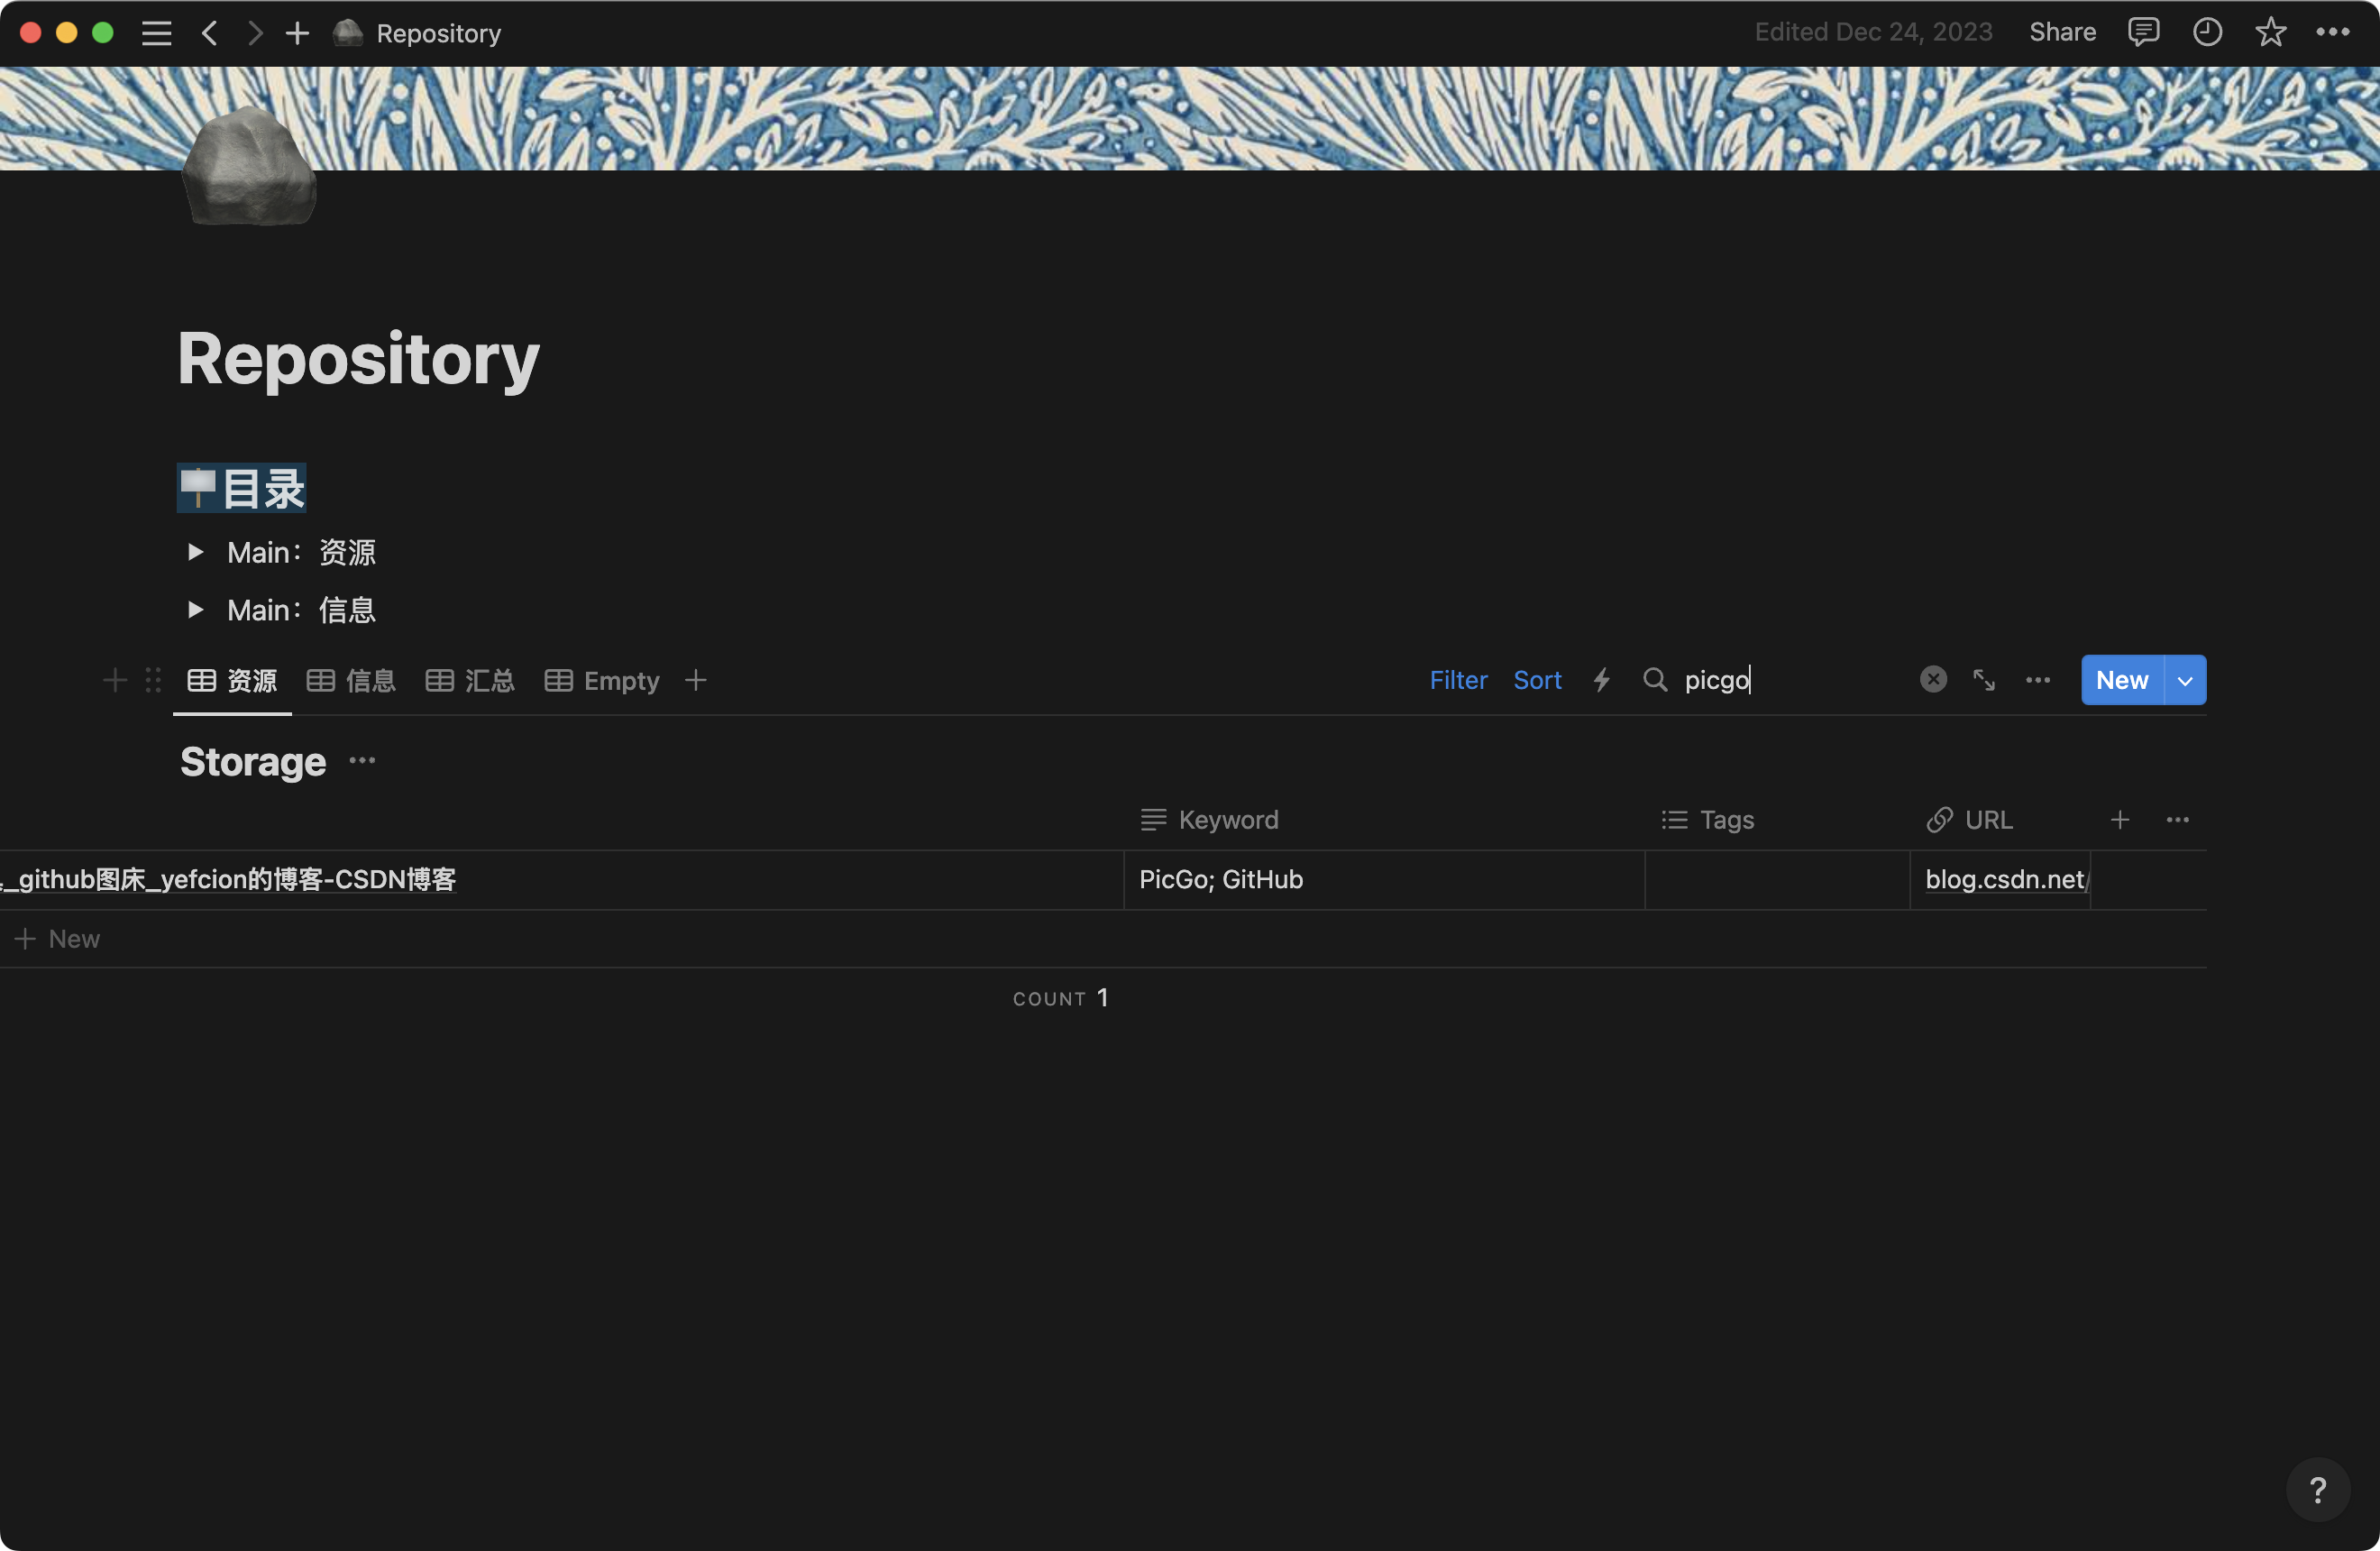 Repository
Edited Dec 24, 2023
Share
Repository
目录
Main：资源
Main：信息
资源
信息
汇总
Empty
Filter
Sort
picgo
New
Storage
Keyword
Tags
URL
_github图床_yefcion的博客-CSDN博客
PicGo; GitHub
blog.csdn.net/
New
COUNT 1
?